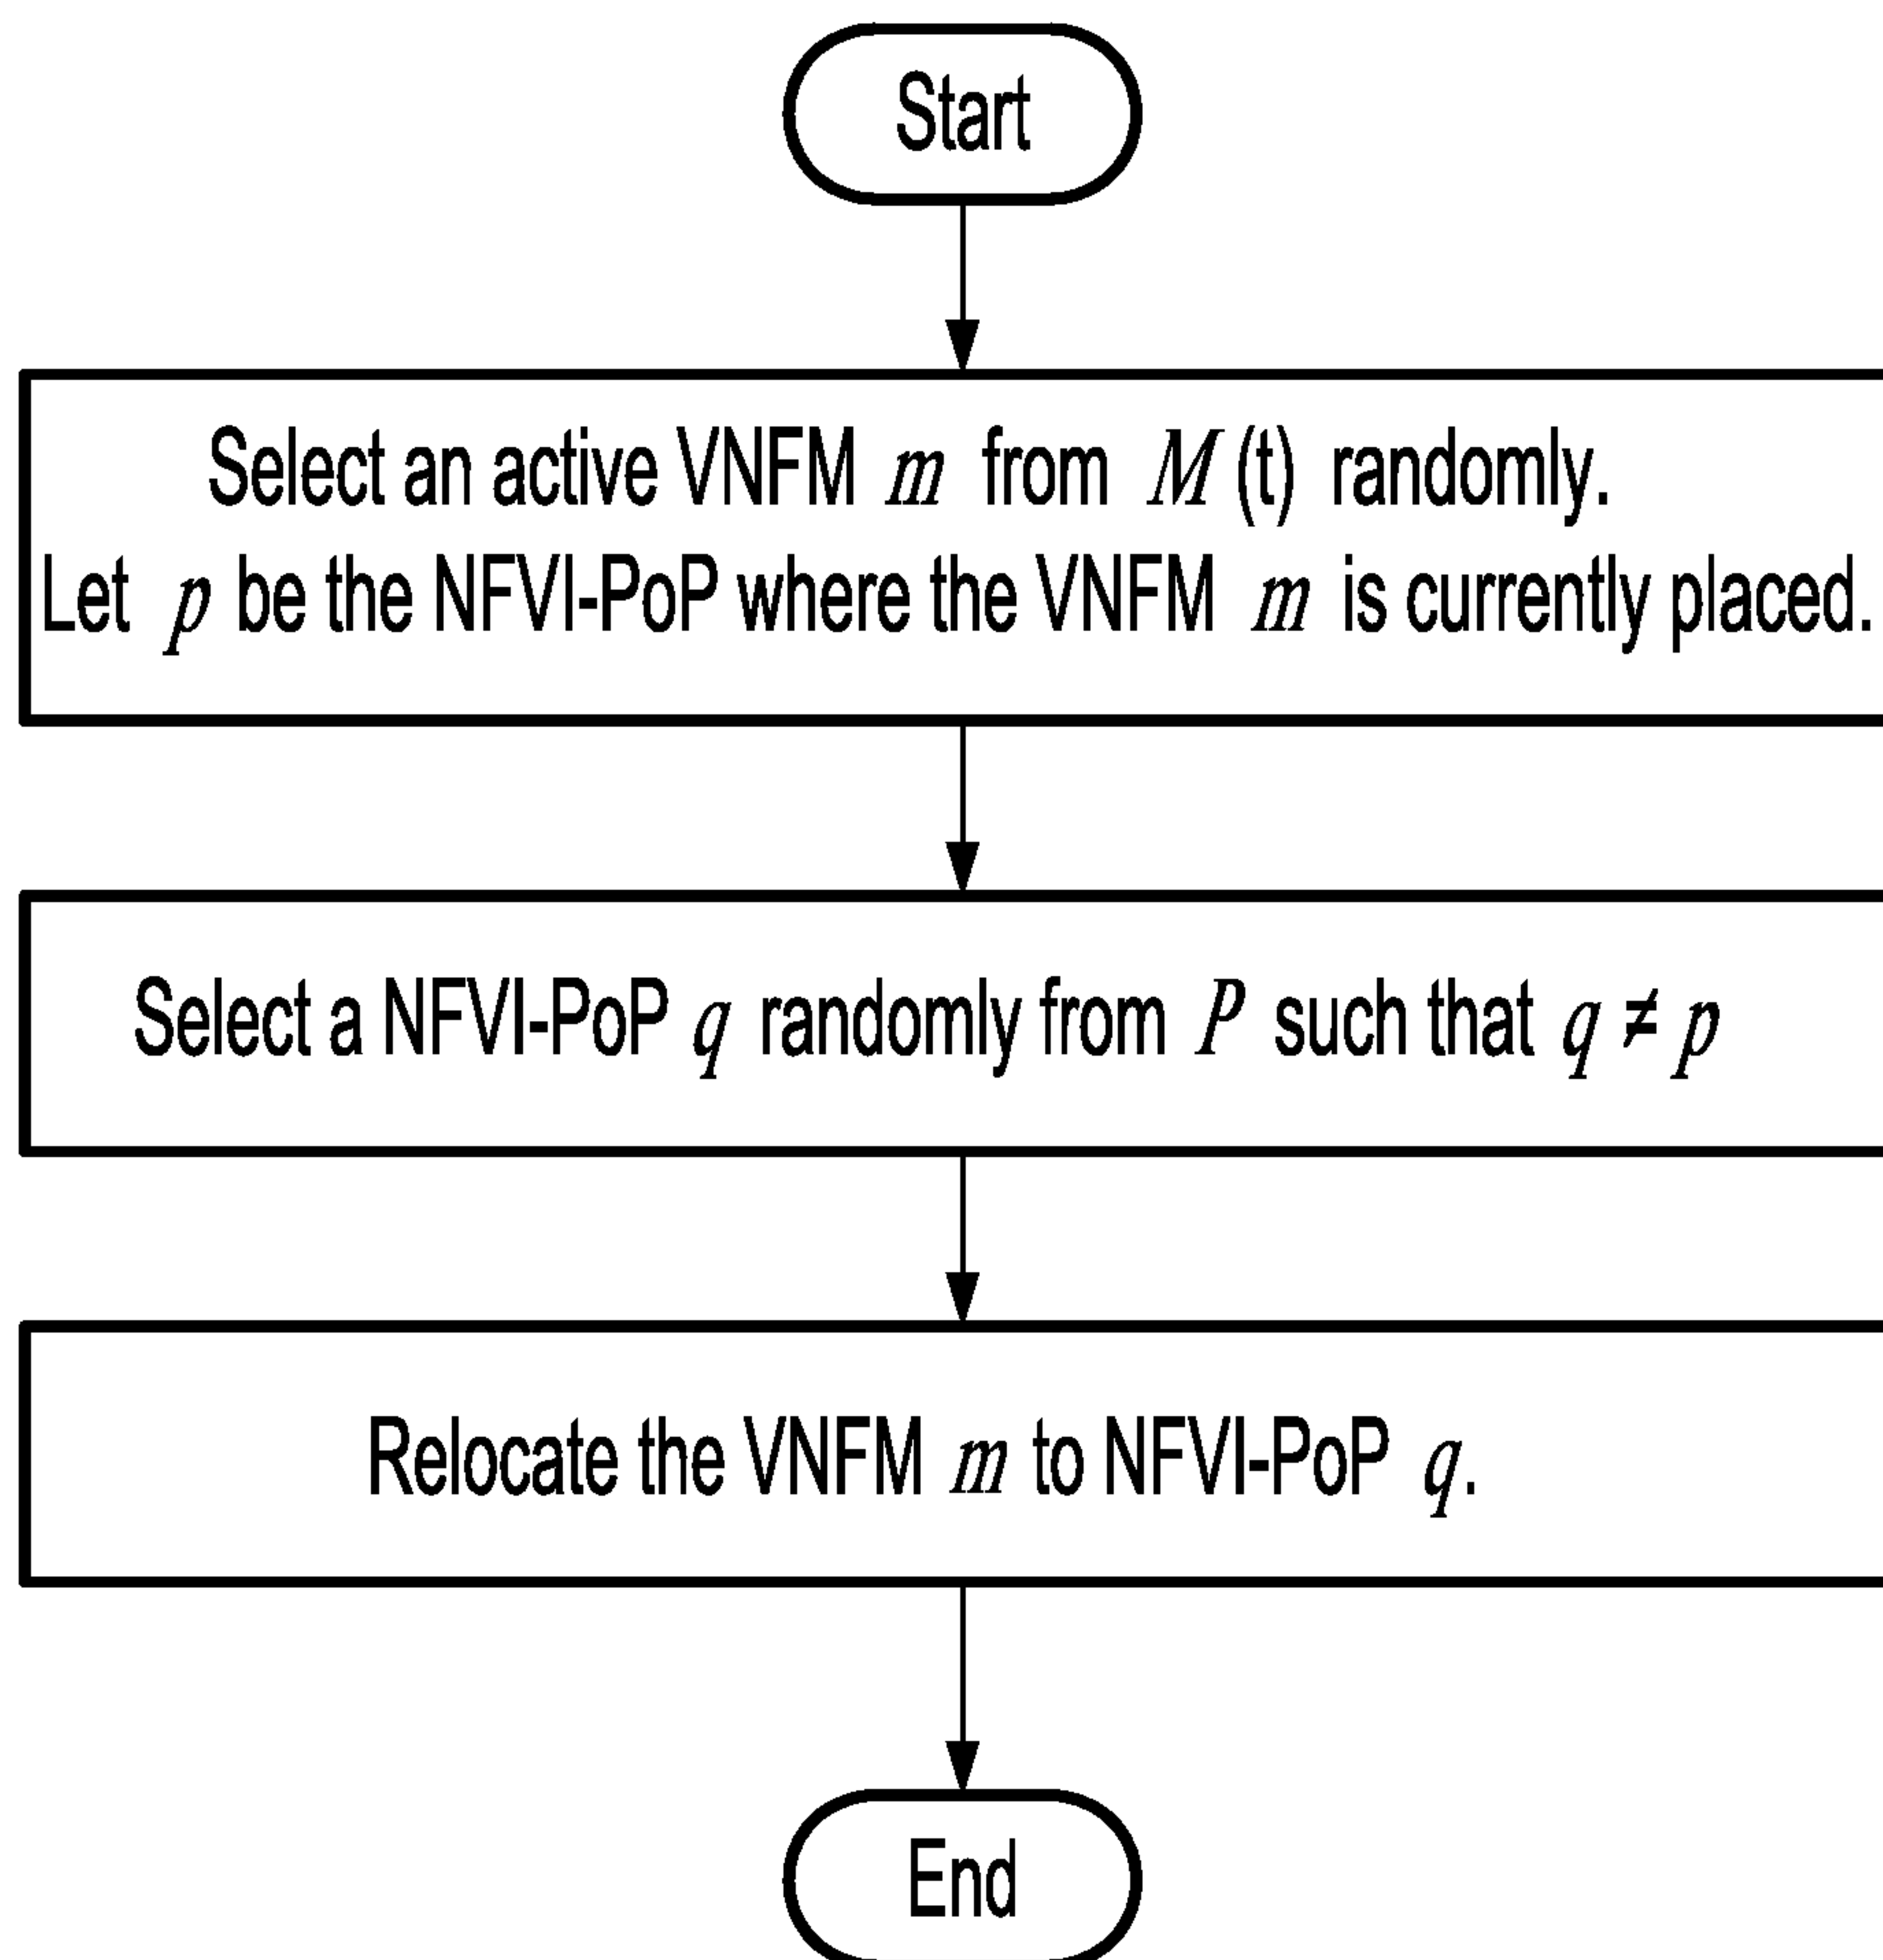 Start
Select an active VNFM m from M(t) randomly.
Let p be the NFVI-PoP where the VNFM m is currently placed.
Select a NFVI-PoP q randomly from P such that q ≠ p
Relocate the VNFM m to NFVI-PoP q.
End